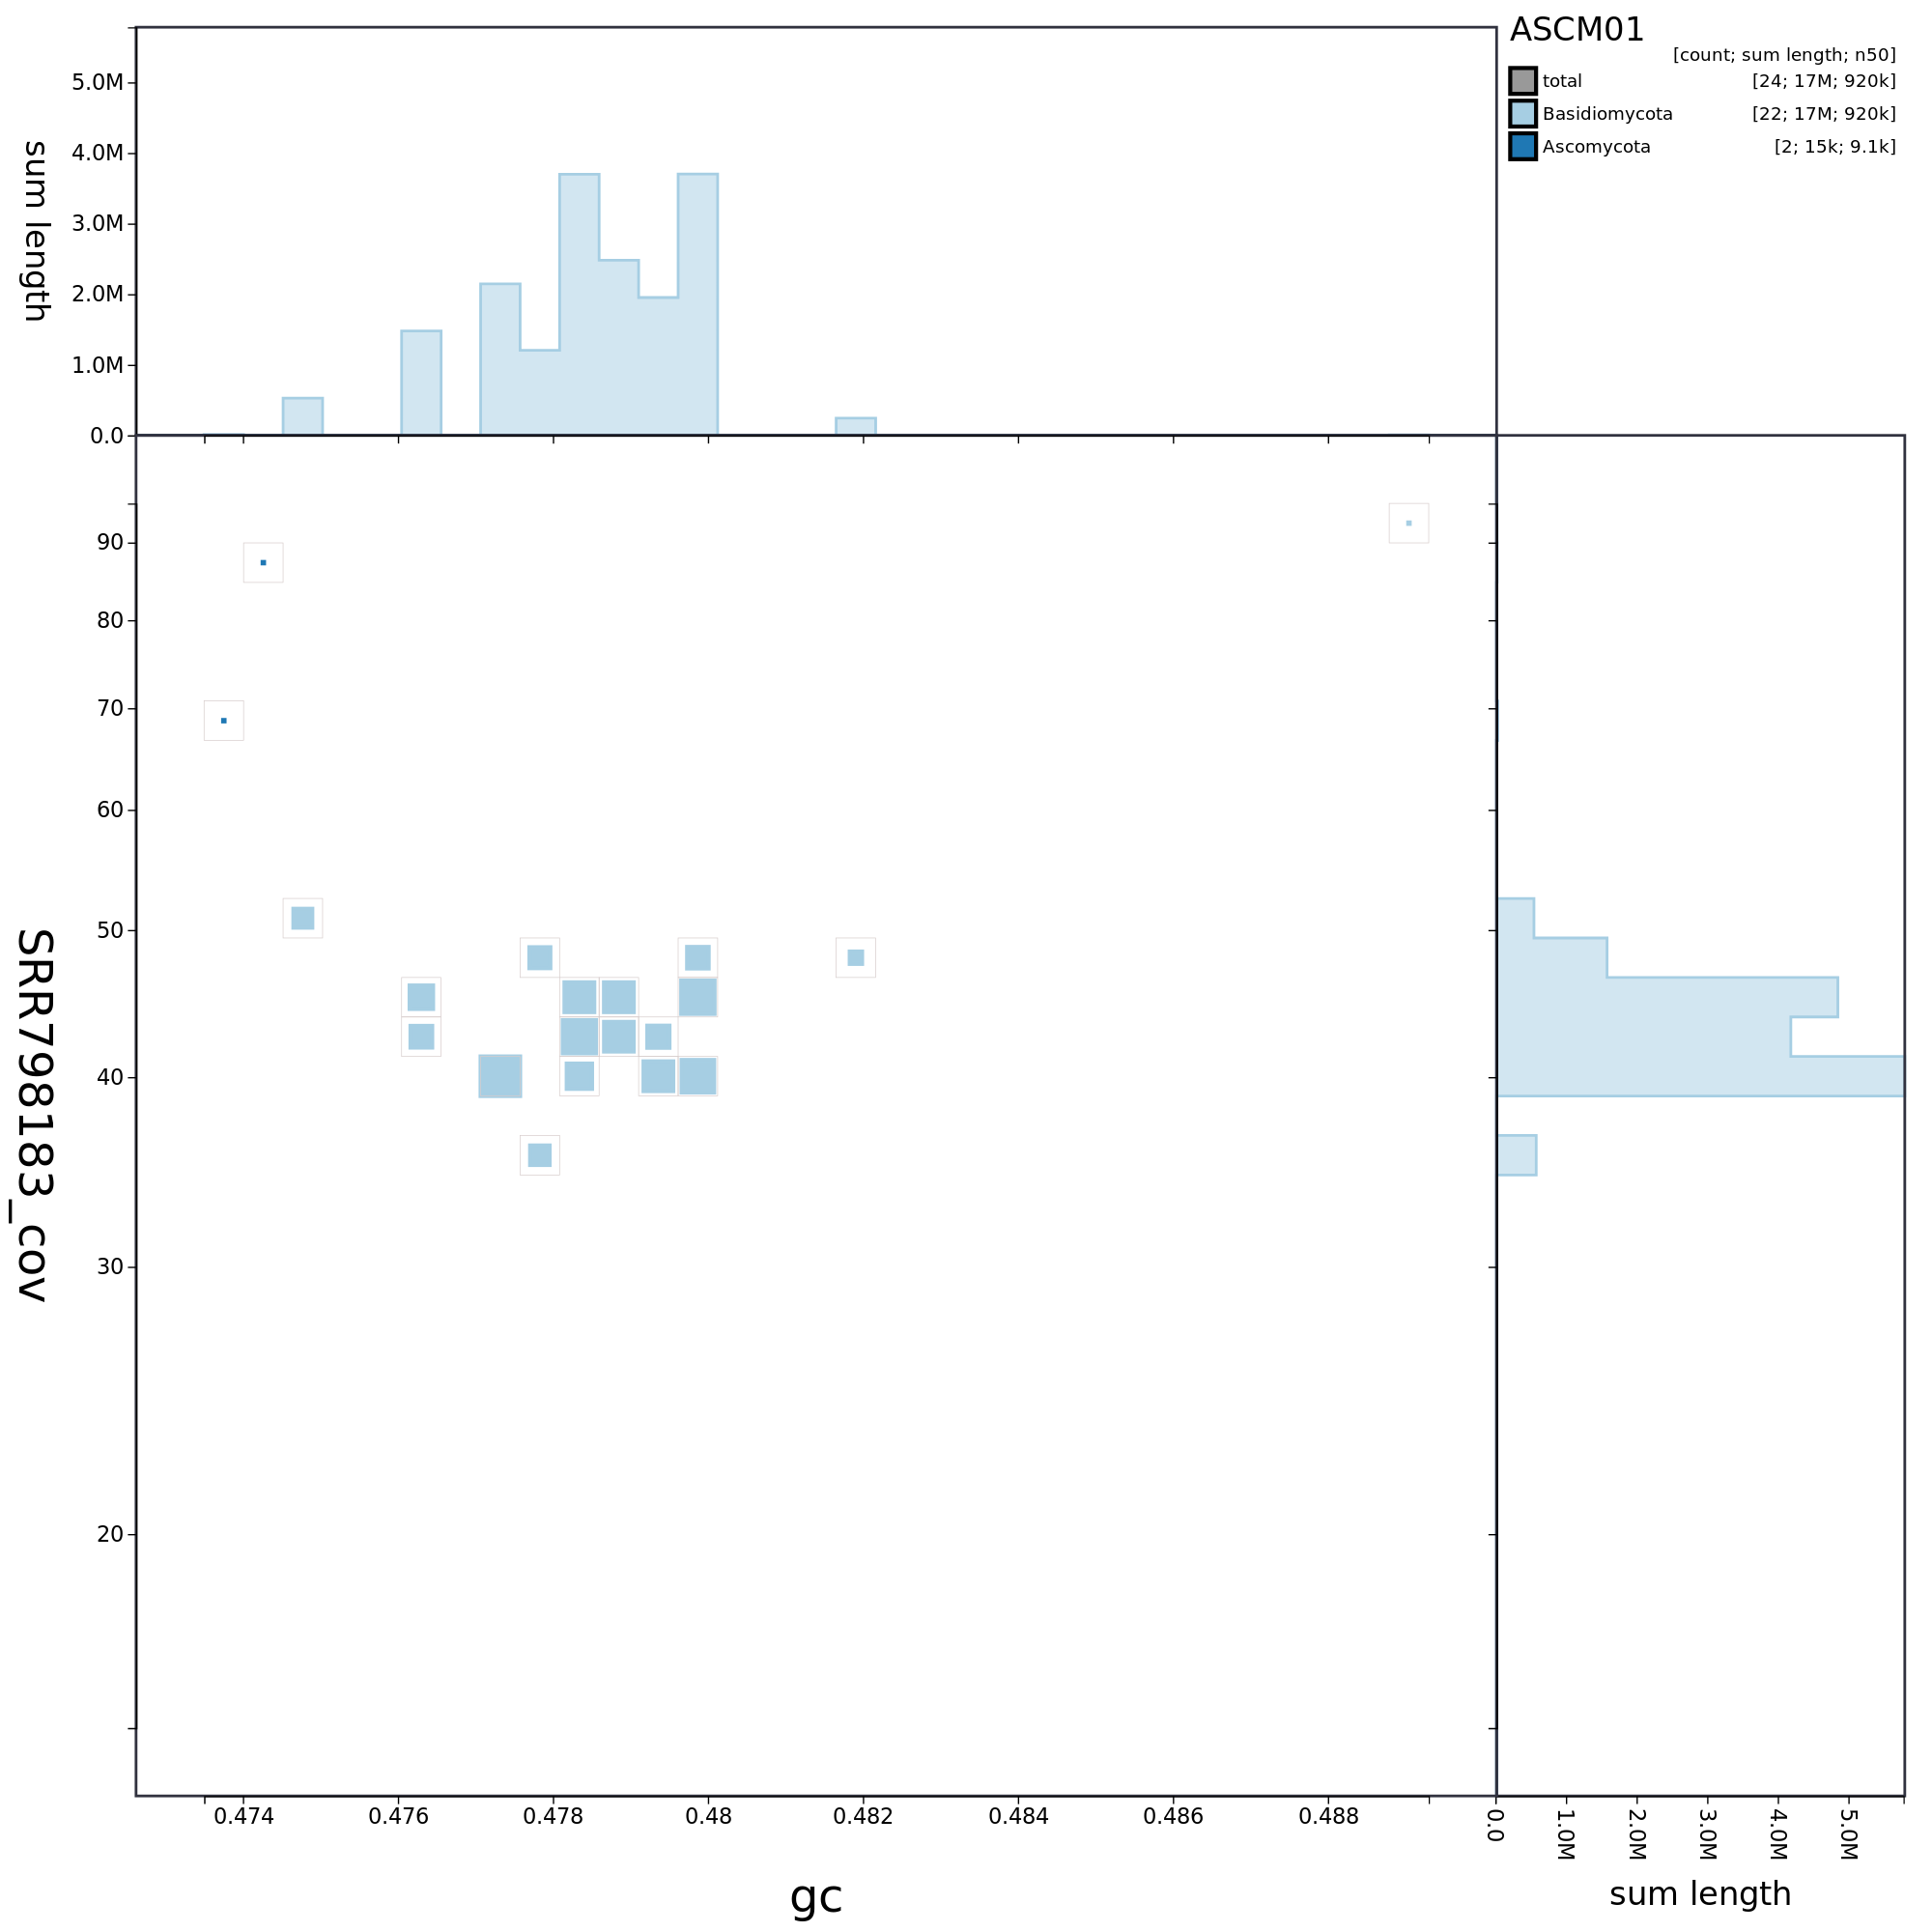 ASCM01
[count; sum length; n50]
total [24; 17M; 920k]
Basidiomycota [22; 17M; 920k]
Ascomycota [2; 15k; 9.1k]
sum length
5.0M
4.0M
3.0M
2.0M
1.0M
0.0
SRR798183_cov
90
80
70
60
50
40
30
20
0.474 0.476 0.478 0.48 0.482 0.484 0.486 0.488
gc
0.0 1.0M 2.0M 3.0M 4.0M 5.0M
sum length